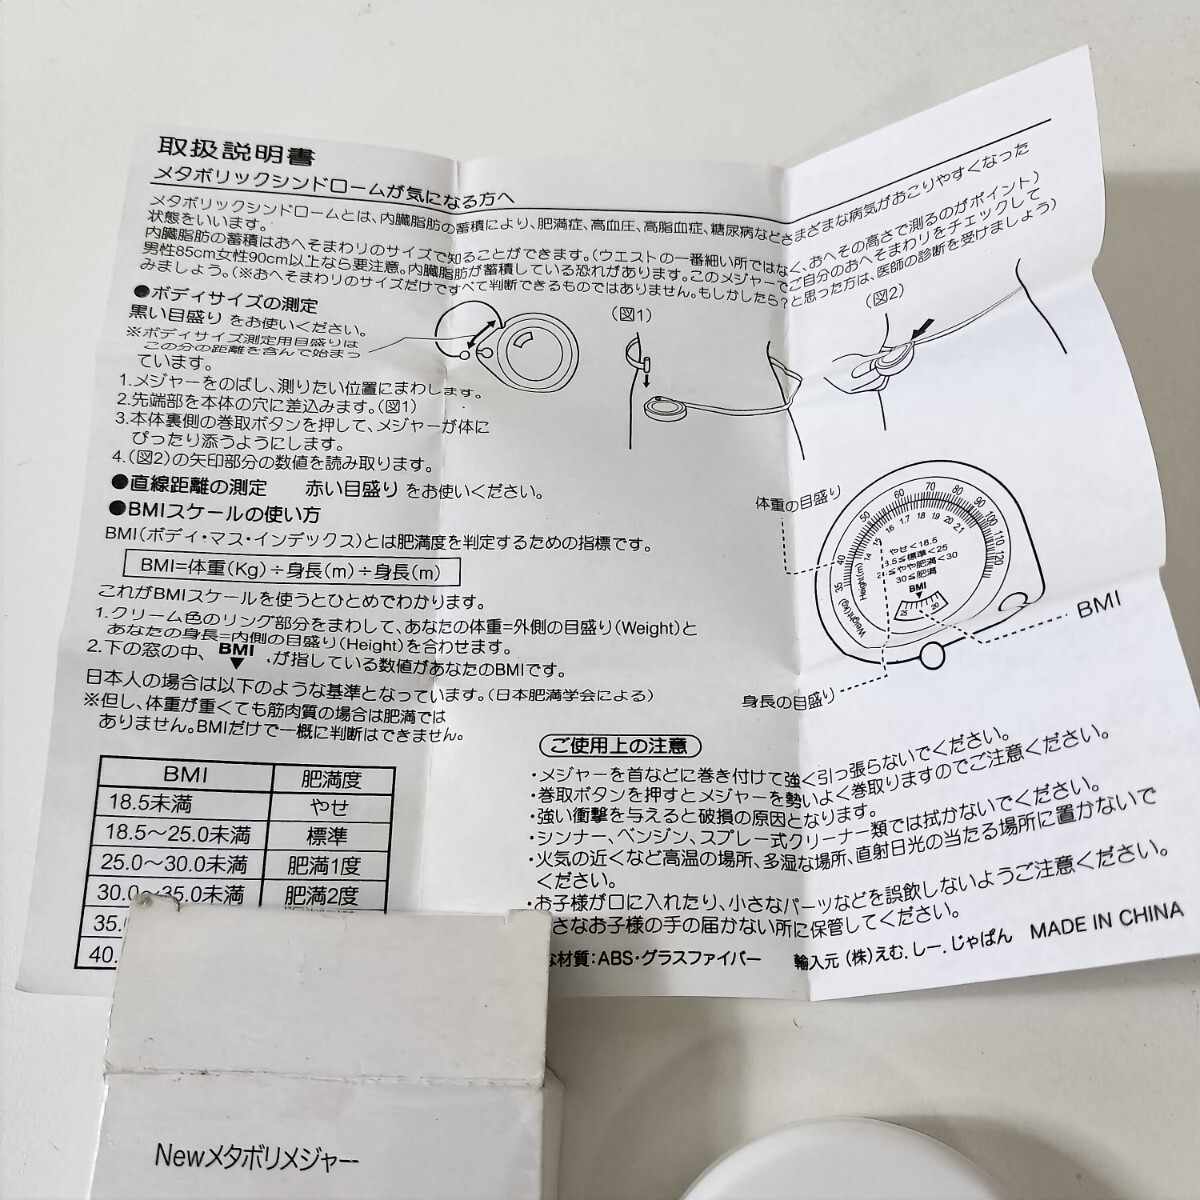 取扱説明書
メタボリックシンドロームが気になる方へ
メタボリックシンドロームとは、内臓脂肪の蓄積により、肥満症、高血圧、高脂血症、糖尿病などさまざまな病気がおこりやすくなった
状態をいいます。
内臓脂肪の蓄積はおへそまわりのサイズで知ることができます。(ウエストの一番細い所ではなく、おへその高さで測るのがポイント)
男性85cm女性90cm以上なら要注意。内臓脂肪が蓄積している恐れがあります。このメジャーでご自分のおへそまわりをチェックして
みましょう。(※おへそまわりのサイズだけですべて判断できるものではありません。もしかしたら?と思った方は、医師の診断を受けましょう)
●ボディサイズの測定
黒い目盛り をお使いください。
※ボディサイズ測定用目盛りは
この分の距離を含んで始まっ
ています。
1.メジャーをのばし、測りたい位置にまわします。
2.先端部を本体の穴に差込みます。(図1)
3.本体裏側の巻取ボタンを押して、メジャーが体に
ぴったり添うようにします。
4.(図2)の矢印部分の数値を読み取ります。
(図1)
(図2)
●直線距離の測定 赤い目盛り をお使いください。
●BMIスケールの使い方
BMI(ボディ・マス・インデックス)とは肥満度を判定するための指標です。
BMI=体重(Kg)÷身長(m)÷身長(m)
これがBMIスケールを使うとひとめでわかります。
1.クリーム色のリング部分をまわして、あなたの体重=外側の目盛り(Weight)と
あなたの身長=内側の目盛り(Height)を合わせます。
2.下の窓の中、 BMI ▼ が指している数値があなたのBMIです。
日本人の場合は以下のような基準となっています。(日本肥満学会による)
※但し、体重が重くても筋肉質の場合は肥満では
ありません。BMIだけで一概に判断はできません。
体重の目盛り
35 40 50 60 70 80 90 100 110 120
1.6 1.7 1.8 1.9 2.0 2.1
やせ<18.5
≦標準<25
≦やや肥満<30
30≦肥満
BMI
Height(m)
Weight(kg)
BMI
身長の目盛り
BMI 肥満度
18.5未満 やせ
18.5〜25.0未満 標準
25.0〜30.0未満 肥満1度
30.0〜35.0未満 肥満2度
35.
40.
ご使用上の注意
・メジャーを首などに巻き付けて強く引っ張らないでください。
・巻取ボタンを押すとメジャーを勢いよく巻取りますのでご注意ください。
・強い衝撃を与えると破損の原因となります。
・シンナー、ベンジン、スプレー式クリーナー類では拭かないでください。
・火気の近くなど高温の場所、多湿な場所、直射日光の当たる場所に置かないで
ください。
・お子様が口に入れたり、小さなパーツなどを誤飲しないようご注意ください。
さなお子様の手の届かない所に保管してください。
な材質:ABS・グラスファイバー 輸入元 (株)えむ.しー.じゃぱん MADE IN CHINA
Newメタボリメジャー